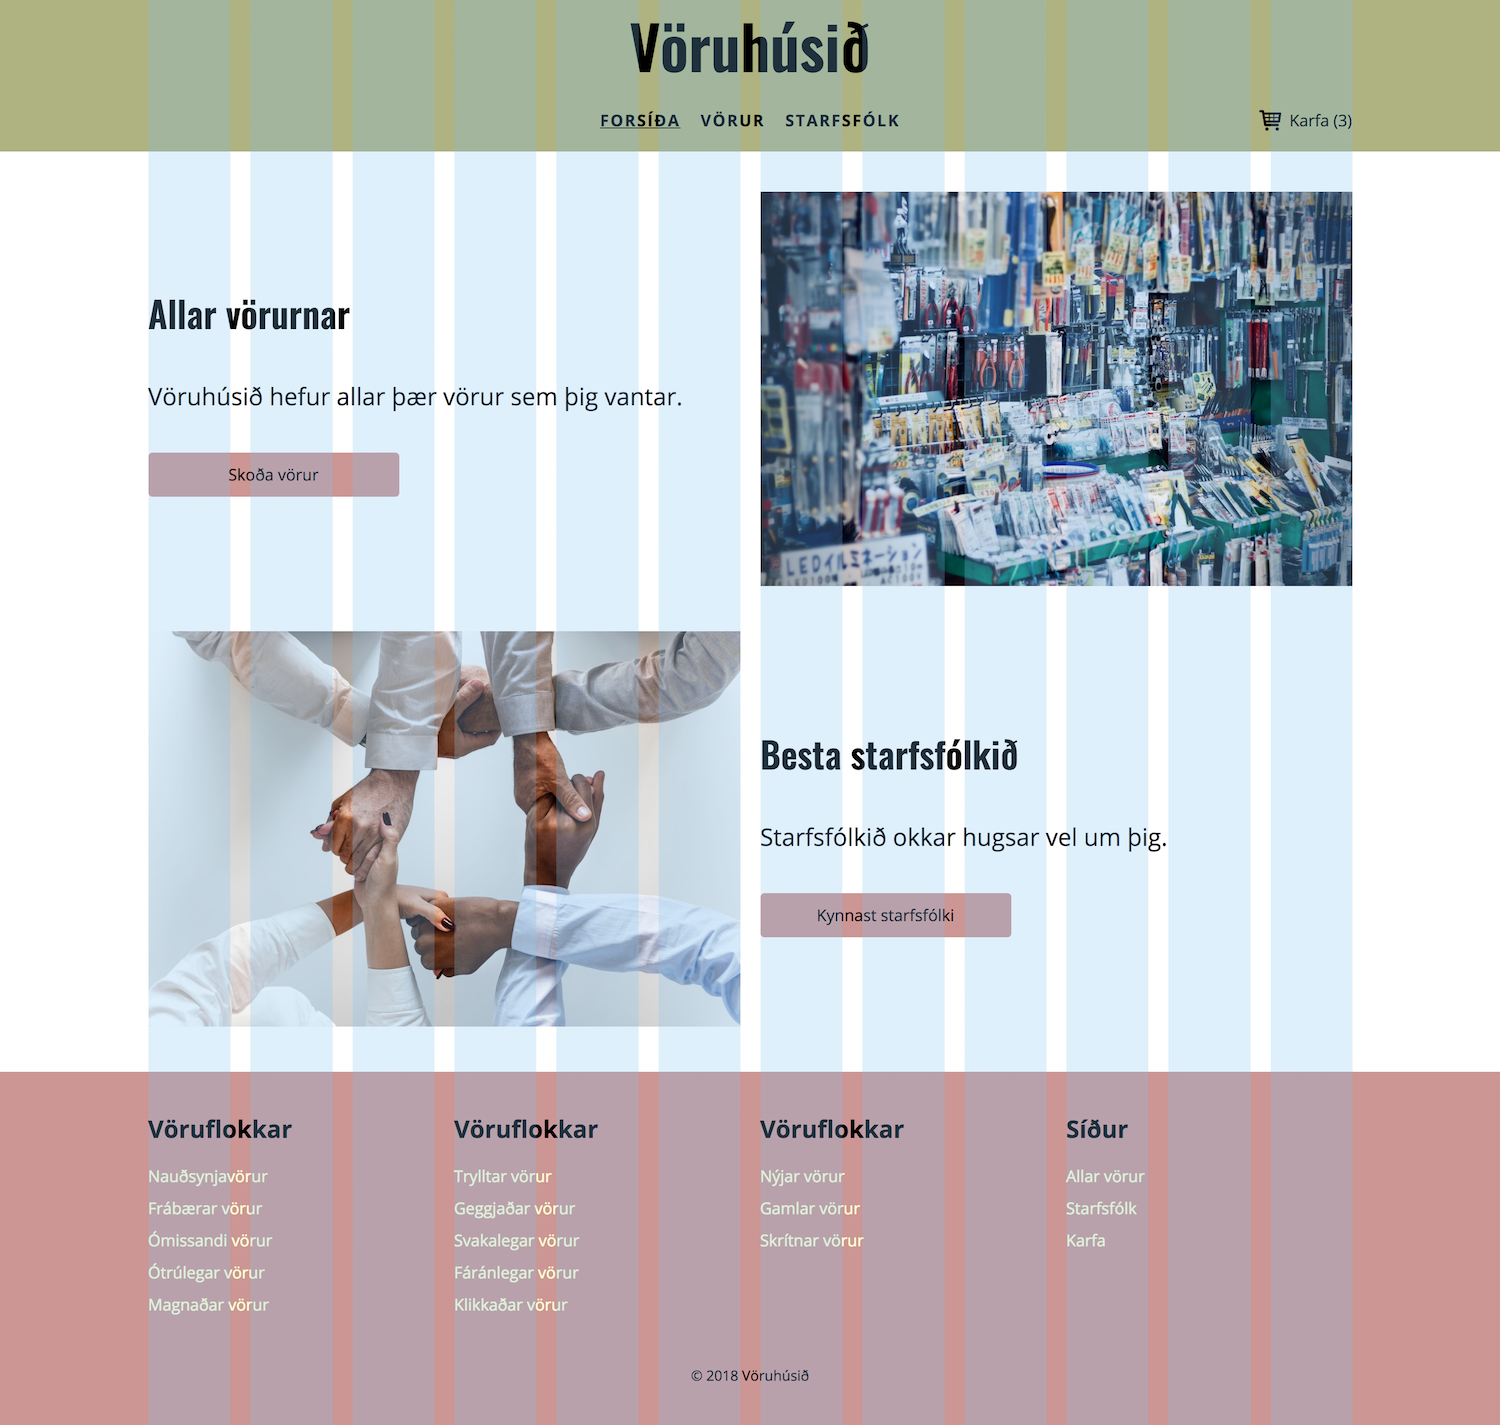 Vöruhúsið
FORSÍÐA VÖRUR STARFSFÓLK
Karfa (3)
Allar vörurnar
Vöruhúsið hefur allar þær vörur sem þig vantar.
Skoða vörur
LEDイルミネーション
Besta starfsfólkið
Starfsfólkið okkar hugsar vel um þig.
Kynnast starfsfólki
Vöruflokkar
Nauðsynjavörur
Frábærar vörur
Ómissandi vörur
Ótrúlegar vörur
Magnaðar vörur
Vöruflokkar
Trylltar vörur
Geggjaðar vörur
Svakalegar vörur
Fáránlegar vörur
Klikkaðar vörur
Vöruflokkar
Nýjar vörur
Gamlar vörur
Skrítnar vörur
Síður
Allar vörur
Starfsfólk
Karfa
© 2018 Vöruhúsið